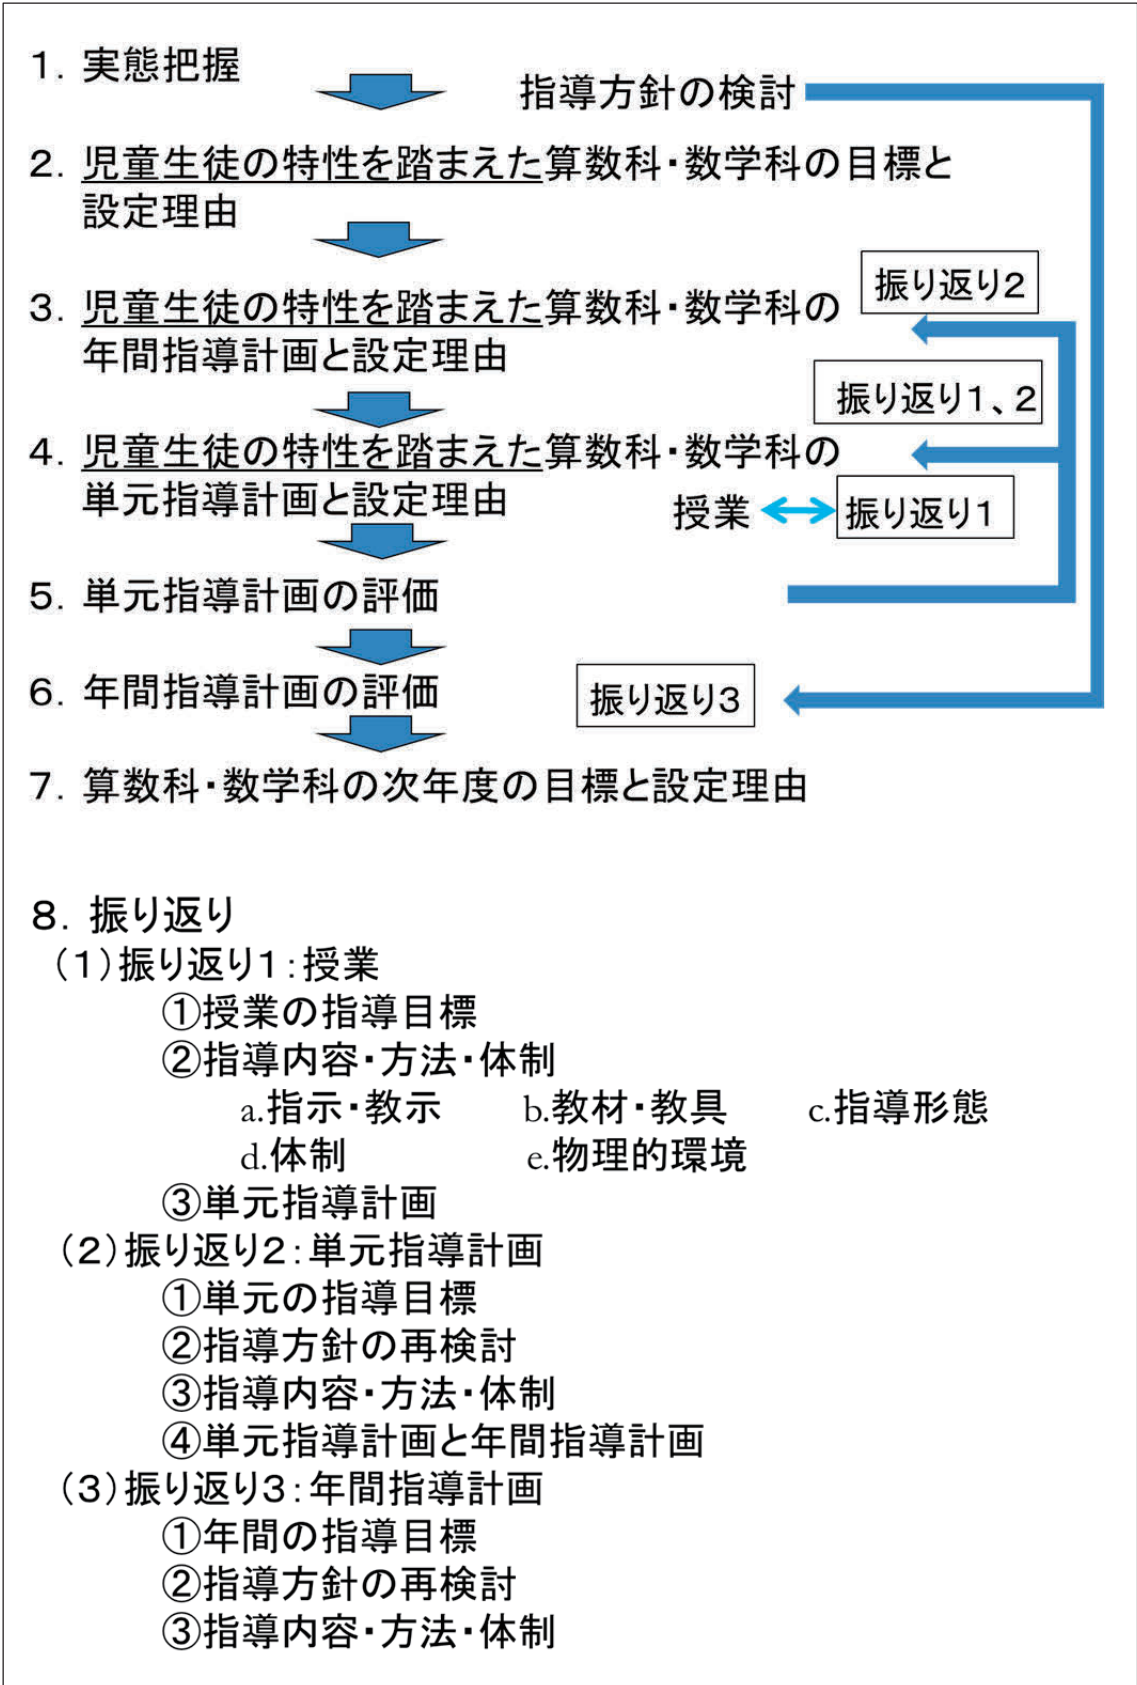 1. 実態把握
指導方針の検討
2. 児童生徒の特性を踏まえた算数科・数学科の目標と
設定理由
振り返り2
3. 児童生徒の特性を踏まえた算数科・数学科の
年間指導計画と設定理由
振り返り1、2
4. 児童生徒の特性を踏まえた算数科・数学科の
単元指導計画と設定理由
授業 振り返り1
5. 単元指導計画の評価
6. 年間指導計画の評価
振り返り3
7. 算数科・数学科の次年度の目標と設定理由
8. 振り返り
(1)振り返り1:授業
①授業の指導目標
②指導内容・方法・体制
a.指示・教示 b.教材・教具 c.指導形態
d.体制 e.物理的環境
③単元指導計画
(2)振り返り2:単元指導計画
①単元の指導目標
②指導方針の再検討
③指導内容・方法・体制
④単元指導計画と年間指導計画
(3)振り返り3:年間指導計画
①年間の指導目標
②指導方針の再検討
③指導内容・方法・体制